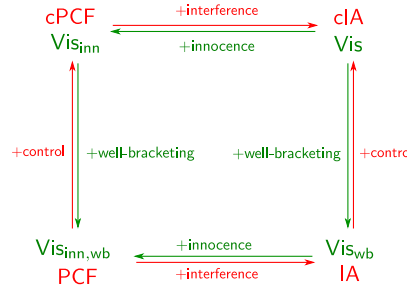 cPCF +interference cIA
Vis_inn +innocence Vis
+control +well-bracketing +well-bracketing +contro
Vis_inn,wb +innocence Vis_wb
PCF +interference IA